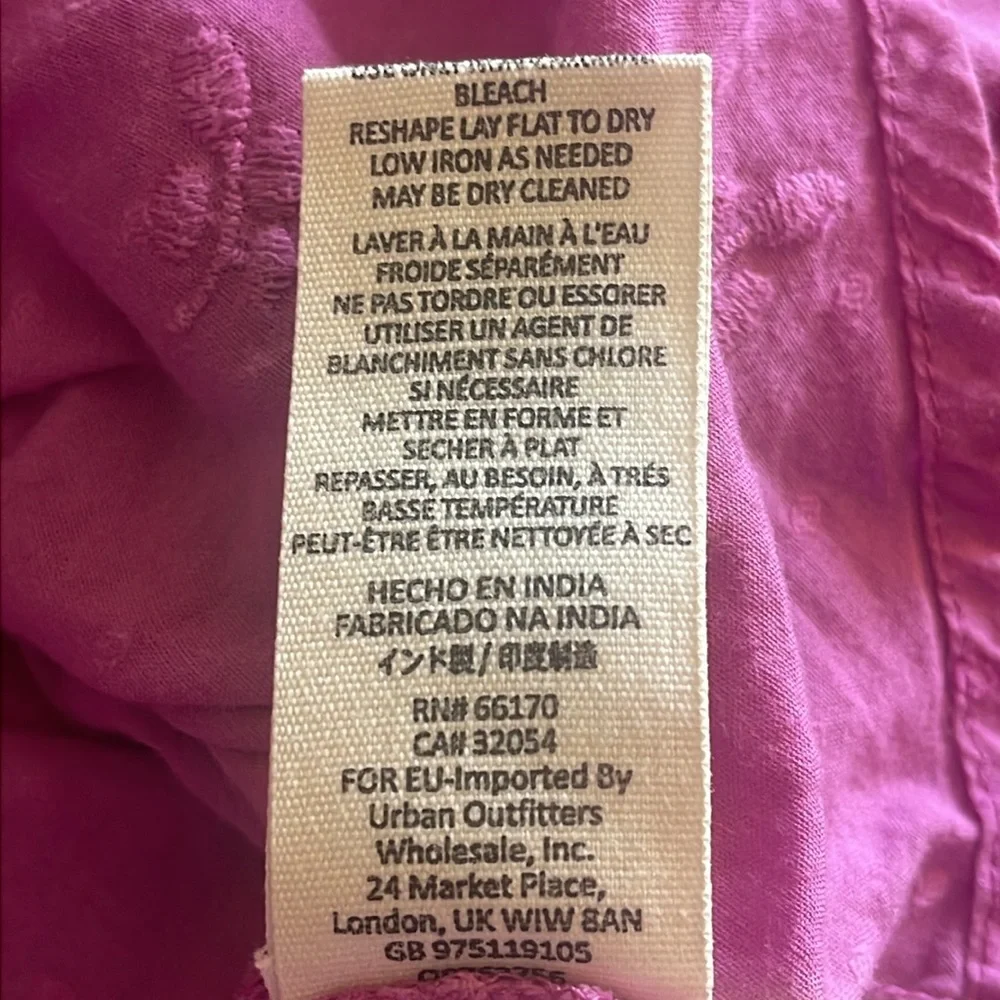 BLEACH
RESHAPE LAY FLAT TO DRY
LOW IRON AS NEEDED
MAY BE DRY CLEANED
LAVER À LA MAIN À L'EAU
FROIDE SÉPARÉMENT
NE PAS TORDRE OU ESSORER
UTILISER UN AGENT DE
BLANCHIMENT SANS CHLORE
SI NÉCESSAIRE
METTRE EN FORME ET
SECHER À PLAT
REPASSER, AU BESOIN, À TRÉS
BASSE TEMPÉRATURE
PEUT-ÊTRE ÊTRE NETTOYÉE À SEC
HECHO EN INDIA
FABRICADO NA INDIA
インド製 / 印度制造
RN# 66170
CA# 32054
FOR EU-Imported By
Urban Outfitters
Wholesale, Inc.
24 Market Place,
London, UK WIW 8AN
GB 975119105